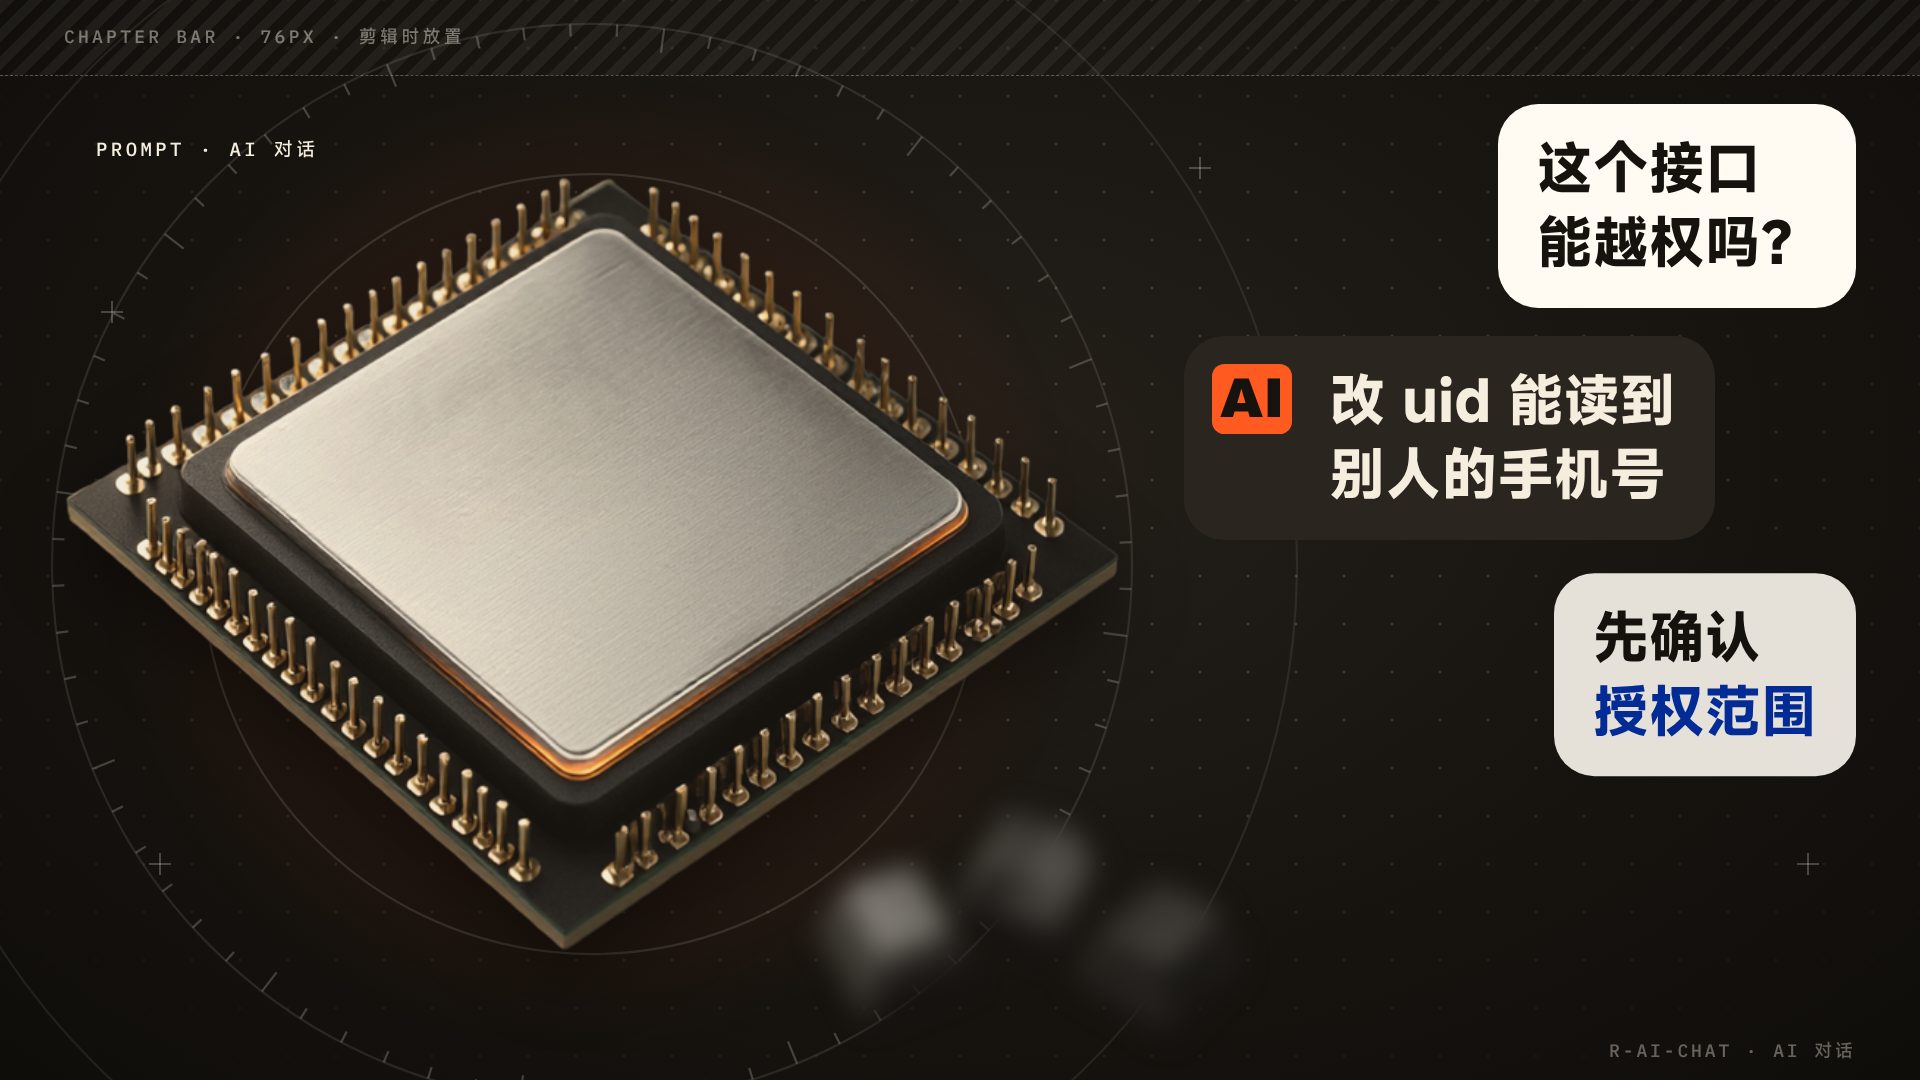 CHAPTER BAR · 76PX · 剪辑时放置
PROMPT · AI 对话
这个接口
能越权吗?
AI 改 uid 能读到
别人的手机号
先确认
授权范围
R-AI-CHAT · AI 对话